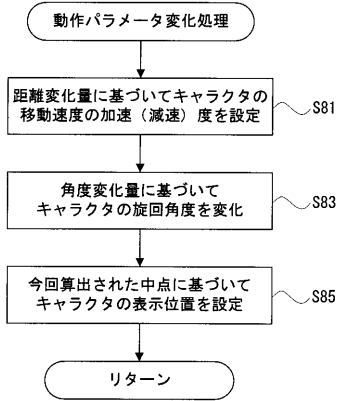 動作パラメータ変化処理
距離変化量に基づいてキャラクタの
移動速度の加速（減速）度を設定
S81
角度変化量に基づいて
キャラクタの旋回角度を変化
S83
今回算出された中点に基づいて
キャラクタの表示位置を設定
S85
リターン